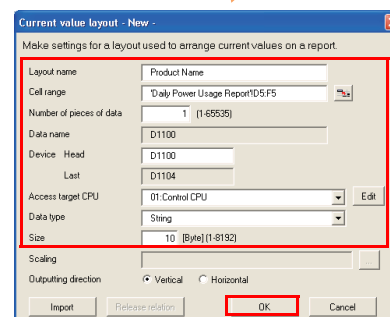 Current value layout - New -
Make settings for a layout used to arrange current values on a report.
Layout name Product Name
Cell range 'Daily Power Usage Report'!D5:F5
Number of pieces of data 1 (1-65535)
Data name D1100
Device Head D1100
Last D1104
Access target CPU 01:Control CPU Edit
Data type String
Size 10 [Byte] (1-8192)
Scaling ...
Outputting direction Vertical Horizontal
Import Release relation OK Cancel